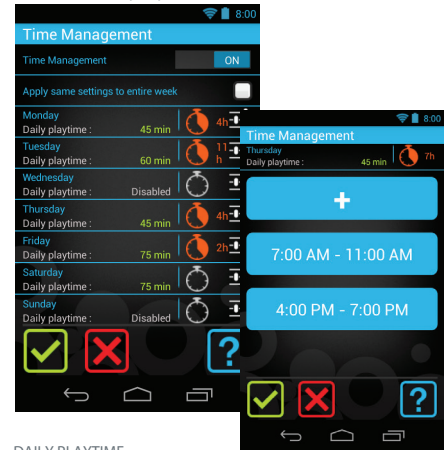 8:00
Time Management
Time Management ON
Apply same settings to entire week
Monday
Daily playtime : 45 min 4h
Tuesday
Daily playtime : 60 min 11 h
Wednesday
Daily playtime : Disabled
Thursday
Daily playtime : 45 min 4h
Friday
Daily playtime : 75 min 2h
Saturday
Daily playtime : 75 min
Sunday
Daily playtime : Disabled
?
8:00
Time Management
Thursday
Daily playtime : 45 min 7h
+
7:00 AM - 11:00 AM
4:00 PM - 7:00 PM
?
DAILY PLAYTIME